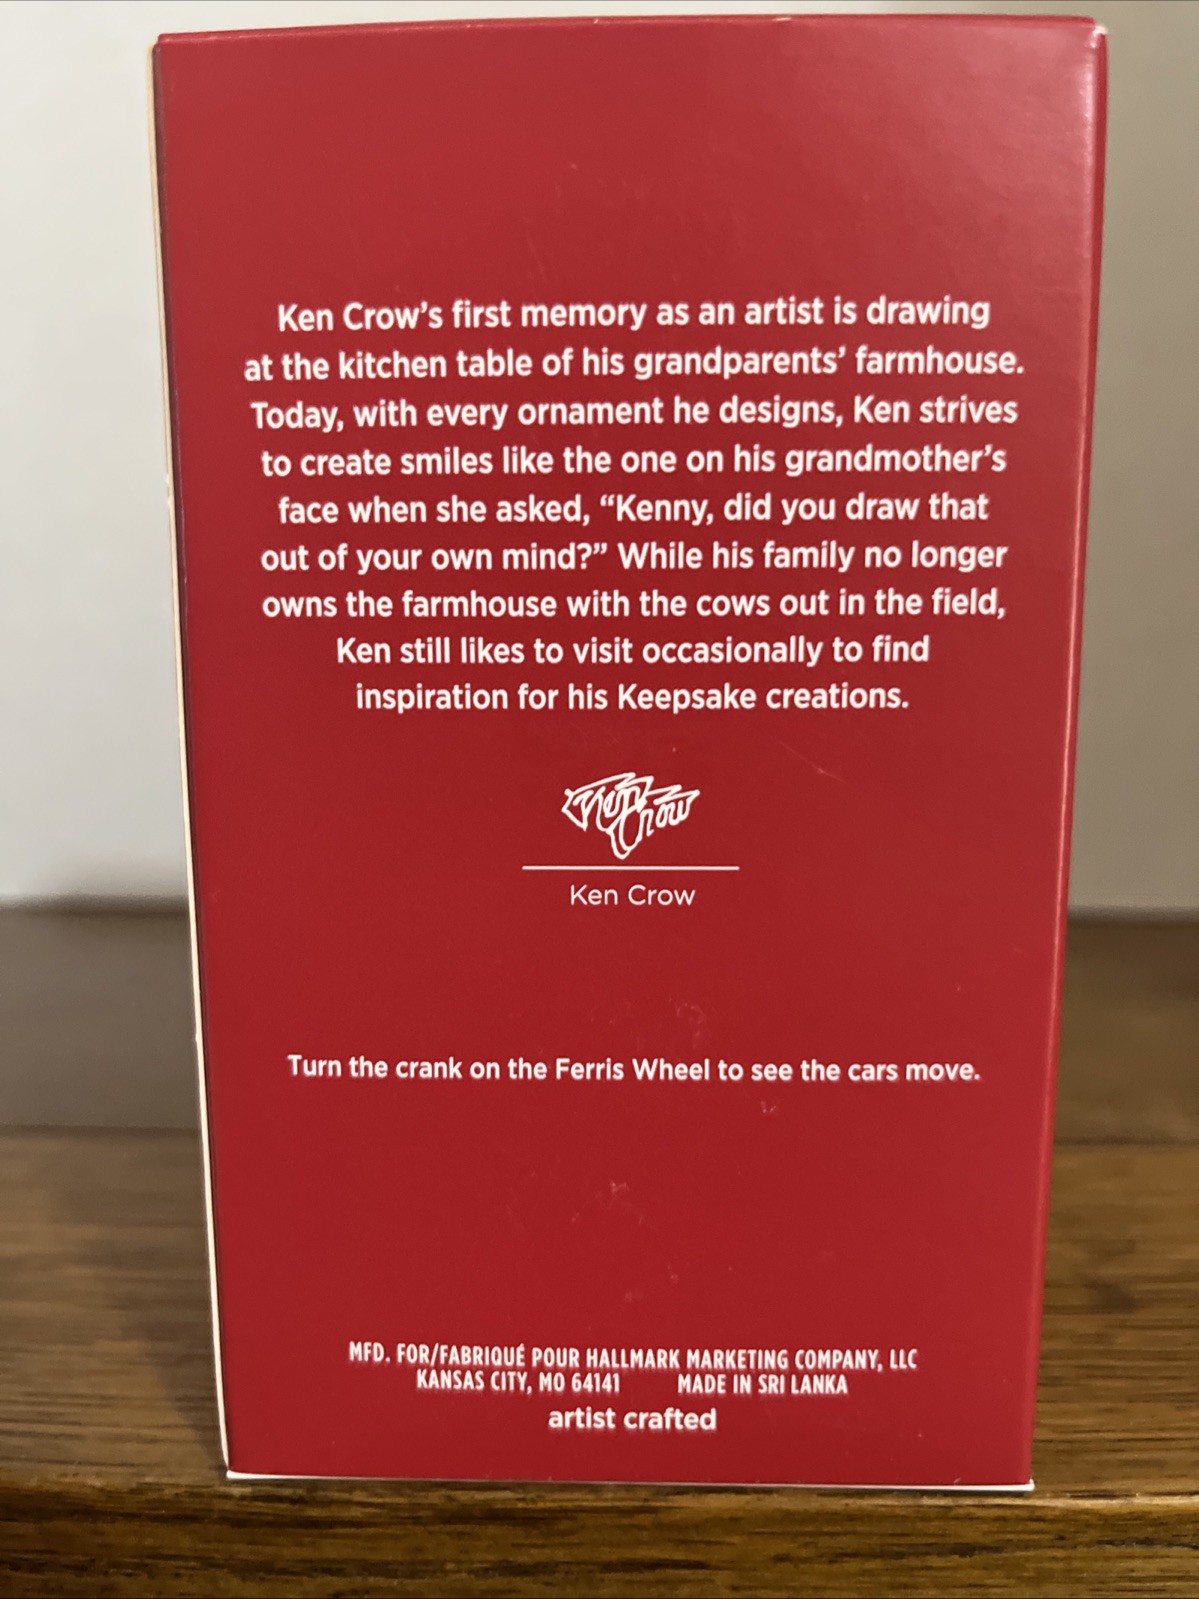 Ken Crow's first memory as an artist is drawing
at the kitchen table of his grandparents' farmhouse.
Today, with every ornament he designs, Ken strives
to create smiles like the one on his grandmother's
face when she asked, “Kenny, did you draw that
out of your own mind?” While his family no longer
owns the farmhouse with the cows out in the field,
Ken still likes to visit occasionally to find
inspiration for his Keepsake creations.
Ken Crow
Ken Crow
Turn the crank on the Ferris Wheel to see the cars move.
MFD. FOR/FABRIQUÉ POUR HALLMARK MARKETING COMPANY, LLC
KANSAS CITY, MO 64141 MADE IN SRI LANKA
artist crafted